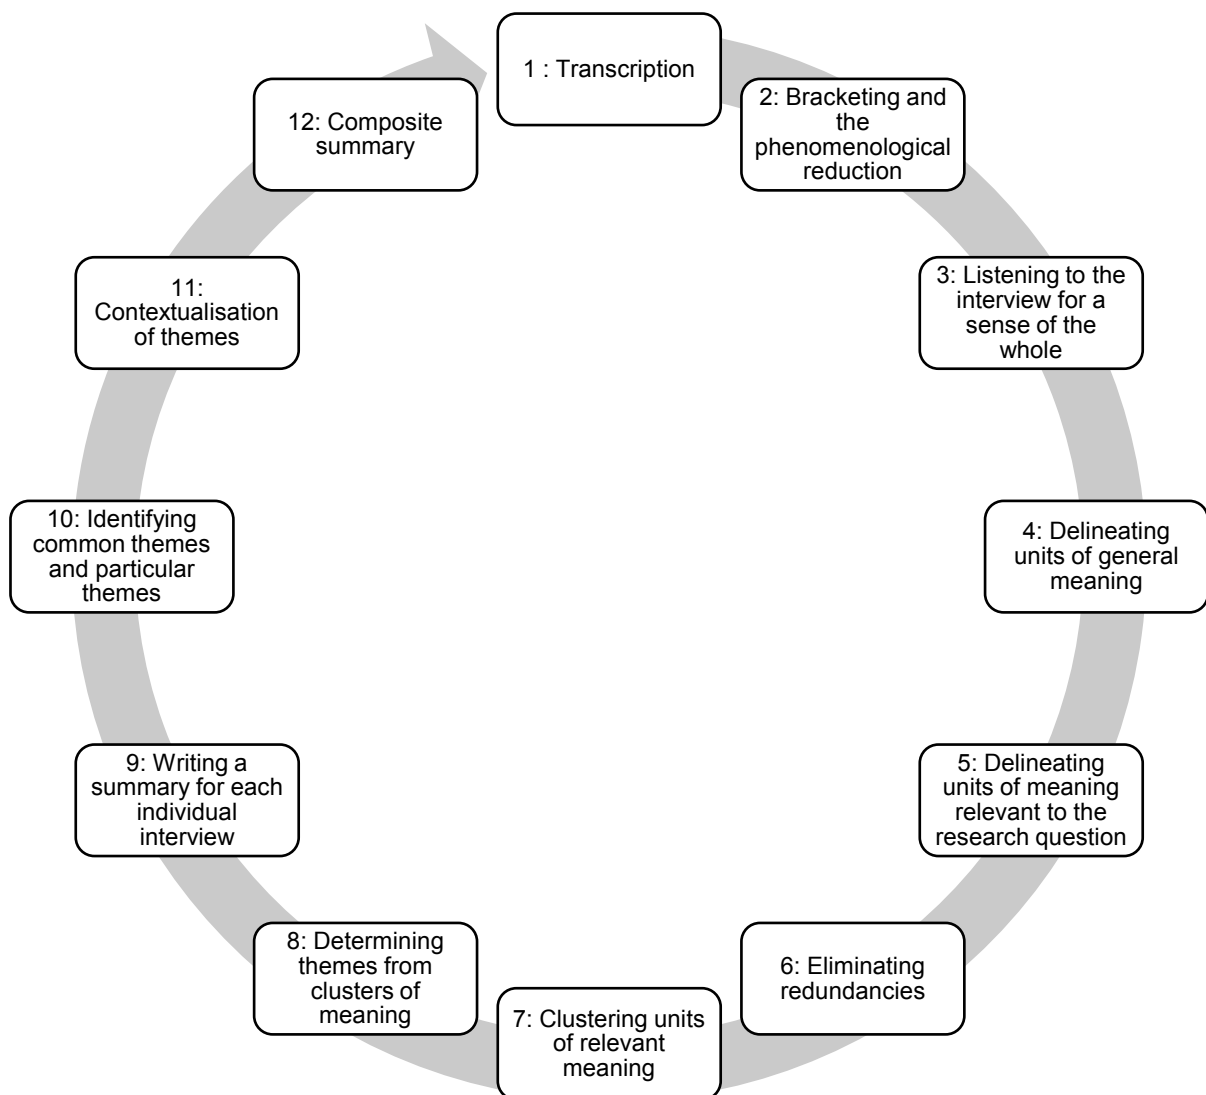 1 : Transcription
2: Bracketing and
the
phenomenological
reduction
3: Listening to the
interview for a
sense of the
whole
4: Delineating
units of general
meaning
5: Delineating
units of meaning
relevant to the
research question
6: Eliminating
redundancies
7: Clustering units
of relevant
meaning
8: Determining
themes from
clusters of
meaning
9: Writing a
summary for each
individual
interview
10: Identifying
common themes
and particular
themes
11:
Contextualisation
of themes
12: Composite
summary